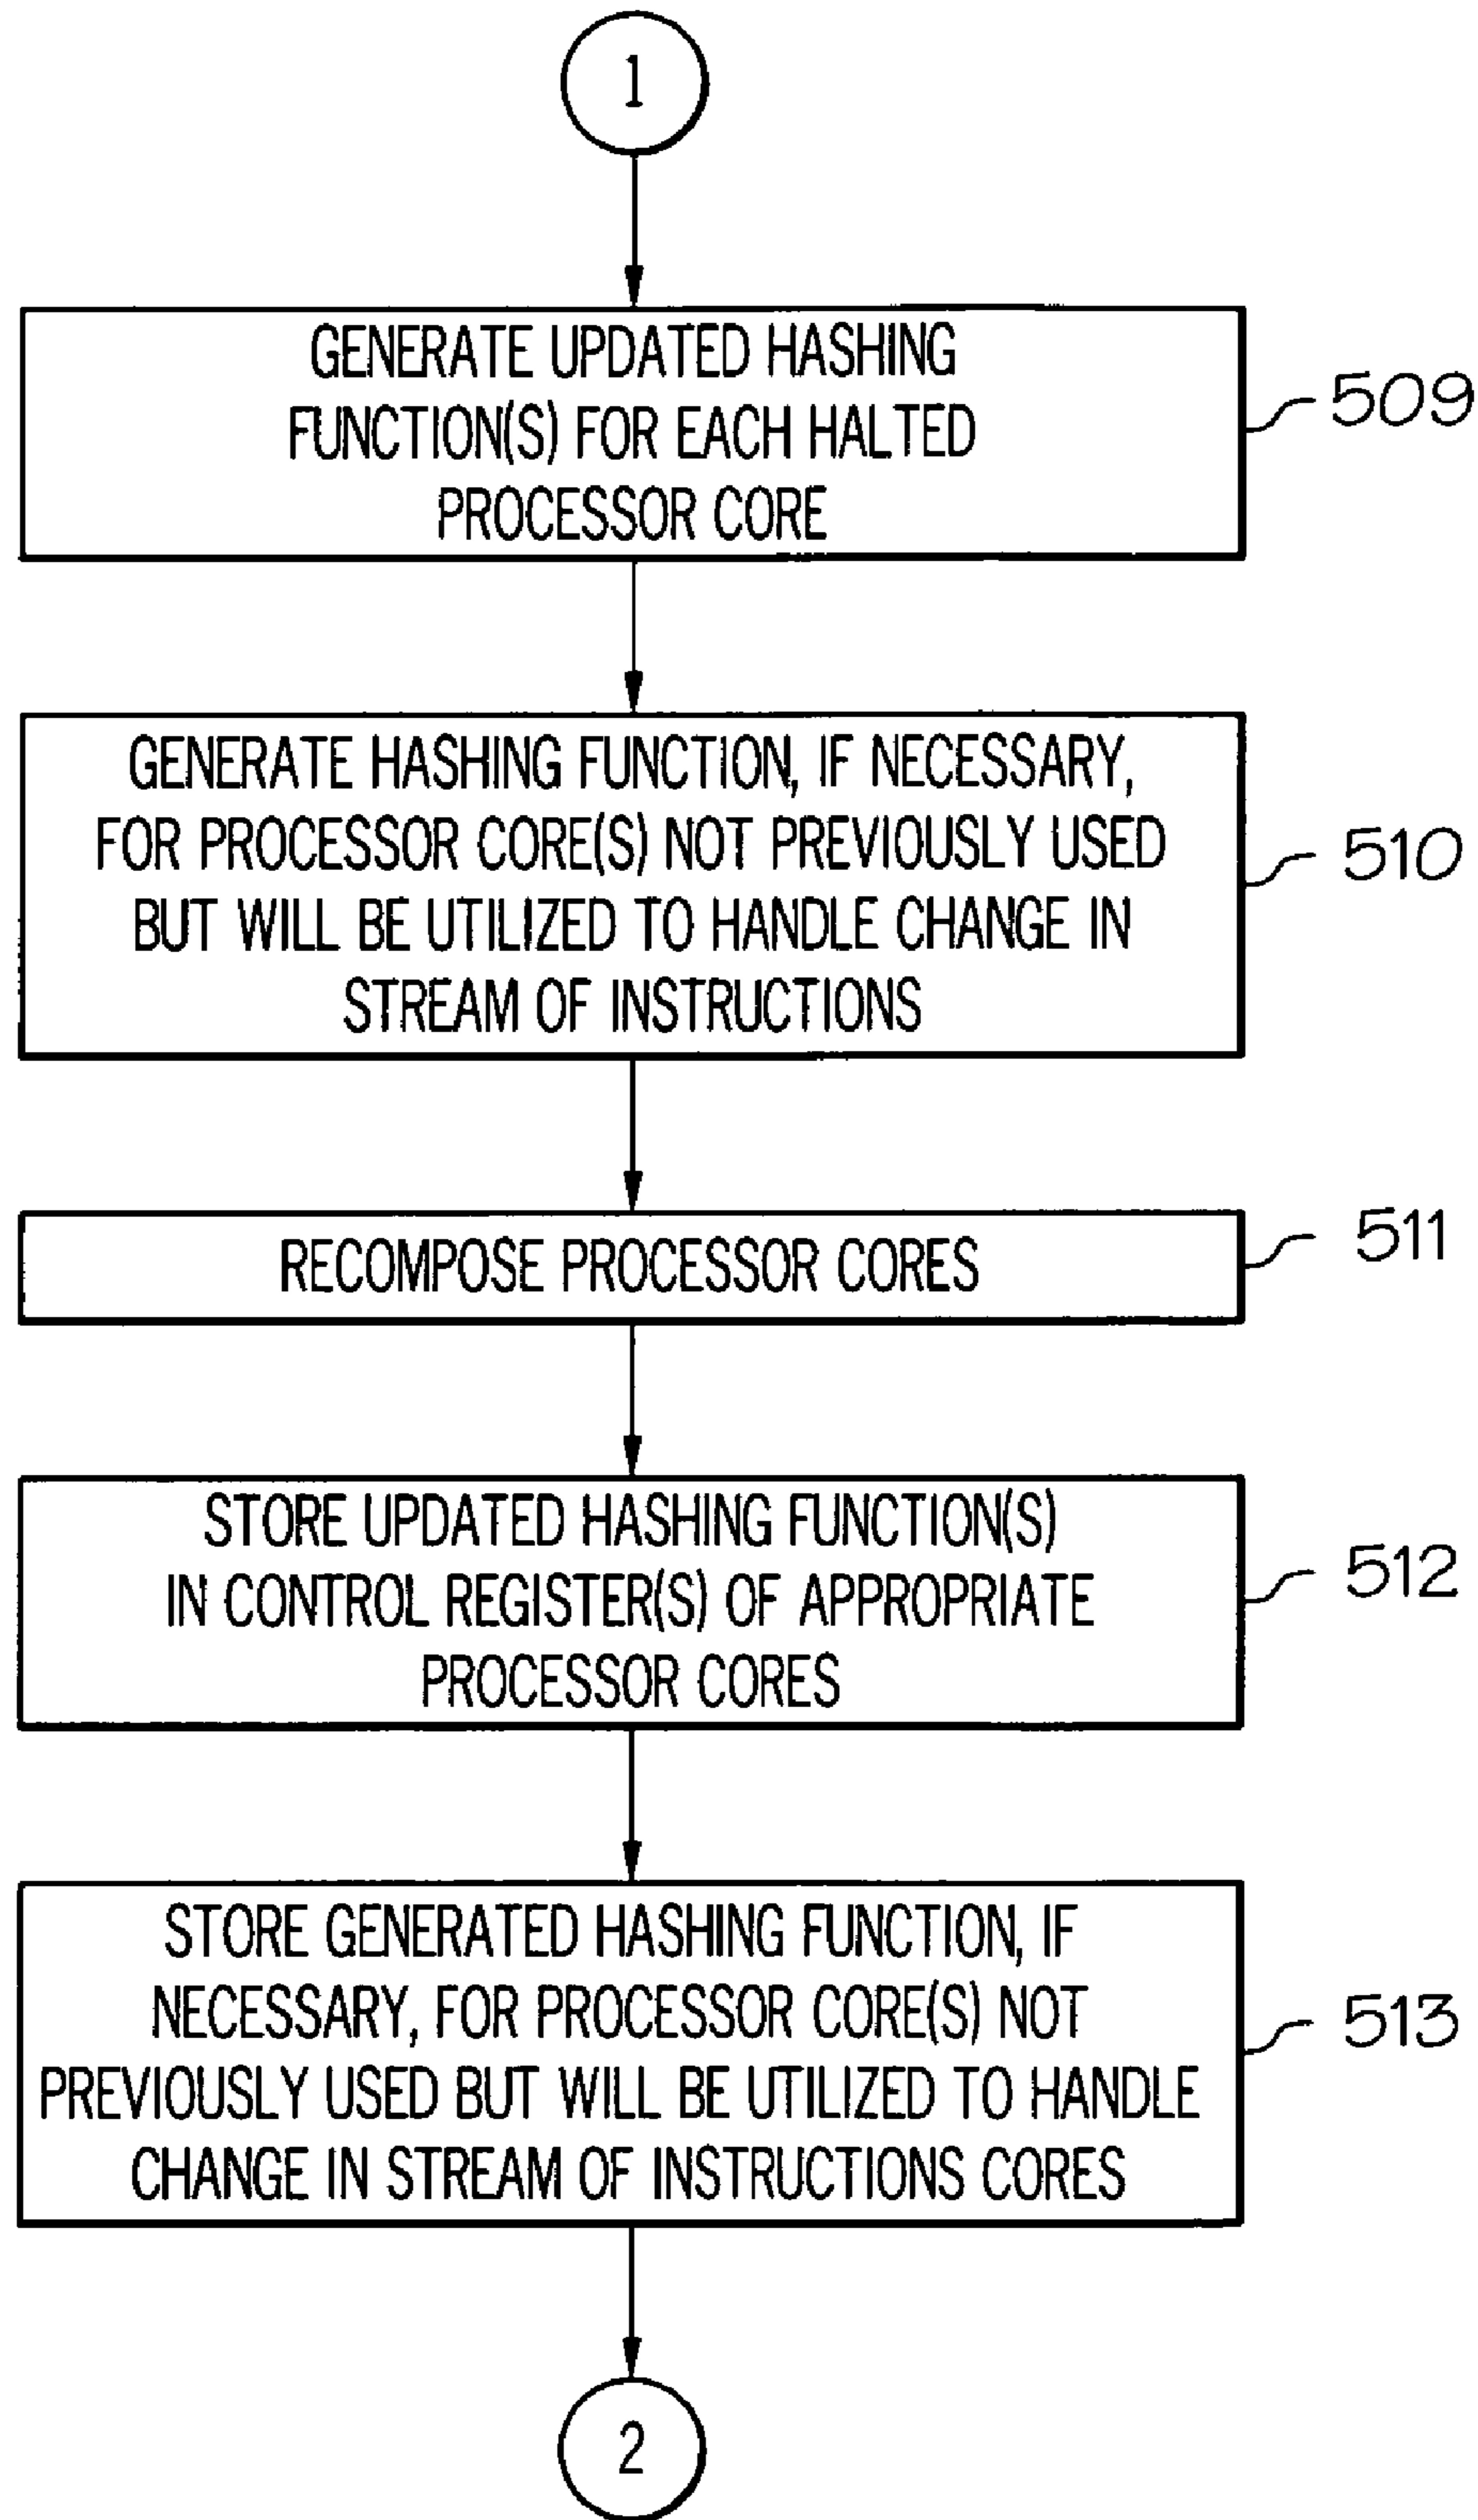 1
GENERATE UPDATED HASHING
FUNCTION(S) FOR EACH HALTED
PROCESSOR CORE
509
GENERATE HASHING FUNCTION, IF NECESSARY,
FOR PROCESSOR CORE(S) NOT PREVIOUSLY USED
BUT WILL BE UTILIZED TO HANDLE CHANGE IN
STREAM OF INSTRUCTIONS
510
RECOMPOSE PROCESSOR CORES
511
STORE UPDATED HASHING FUNCTION(S)
IN CONTROL REGISTER(S) OF APPROPRIATE
PROCESSOR CORES
512
STORE GENERATED HASHING FUNCTION, IF
NECESSARY, FOR PROCESSOR CORE(S) NOT
PREVIOUSLY USED BUT WILL BE UTILIZED TO HANDLE
CHANGE IN STREAM OF INSTRUCTIONS CORES
513
2